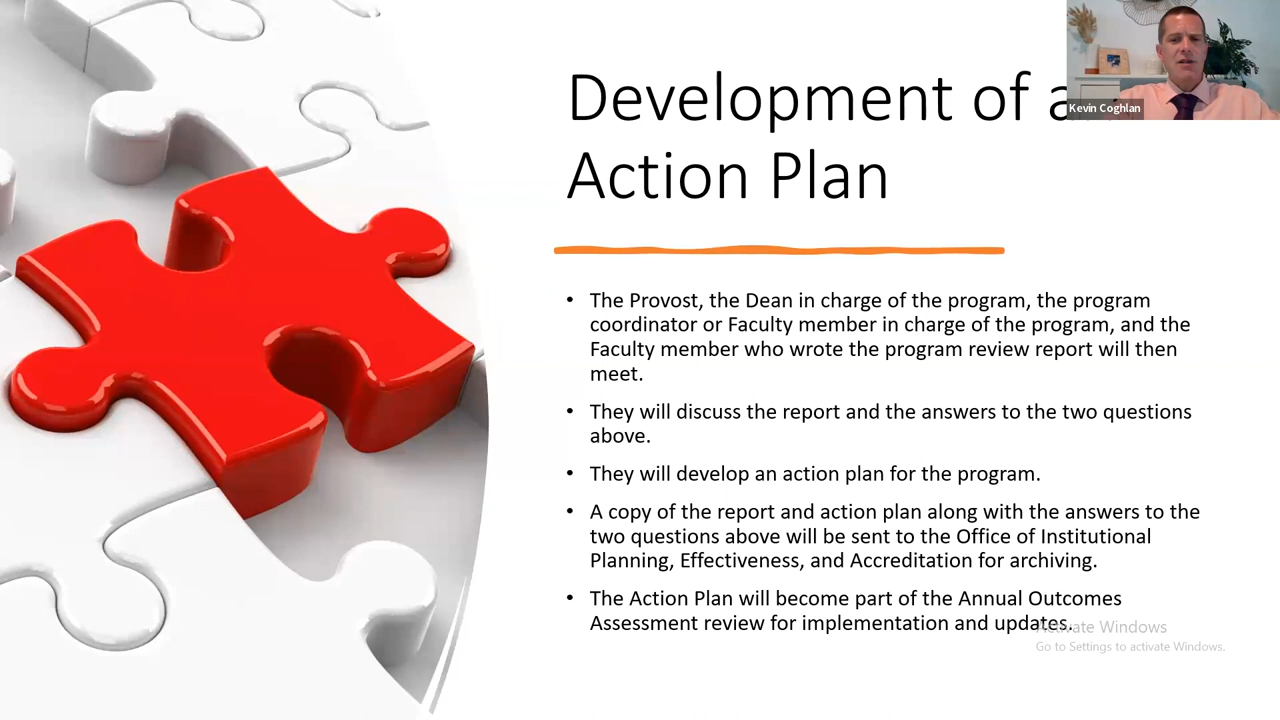 Development of a
Action Plan
Kevin Coghlan
• The Provost, the Dean in charge of the program, the program
coordinator or Faculty member in charge of the program, and the
Faculty member who wrote the program review report will then
meet.
• They will discuss the report and the answers to the two questions
above.
• They will develop an action plan for the program.
• A copy of the report and action plan along with the answers to the
two questions above will be sent to the Office of Institutional
Planning, Effectiveness, and Accreditation for archiving.
• The Action Plan will become part of the Annual Outcomes
Assessment review for implementation and updates.
Activate Windows
Go to Settings to activate Windows.